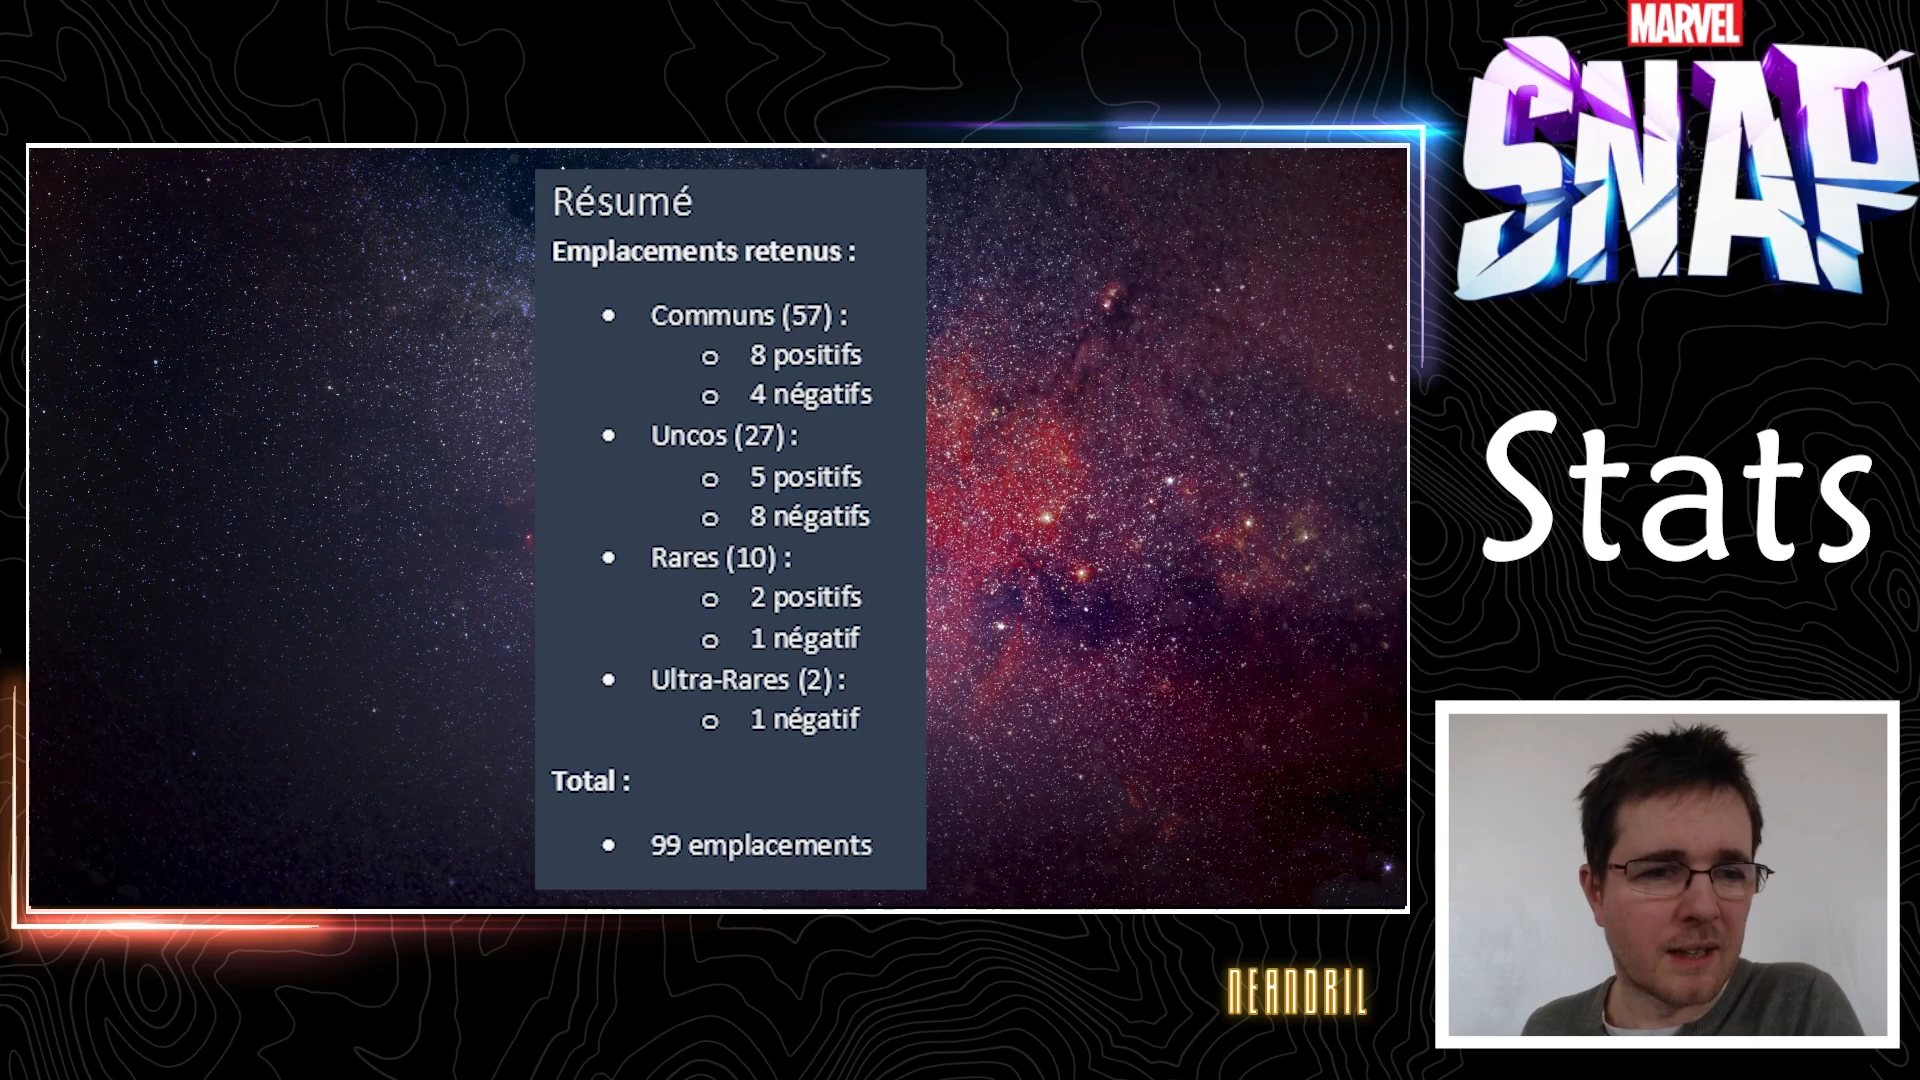 MARVEL
SNAP
Résumé
Emplacements retenus :
Communs (57) :
8 positifs
4 négatifs
Uncos (27) :
5 positifs
8 négatifs
Rares (10) :
2 positifs
1 négatif
Ultra-Rares (2) :
1 négatif
Total :
99 emplacements
Stats
NEANDRIL